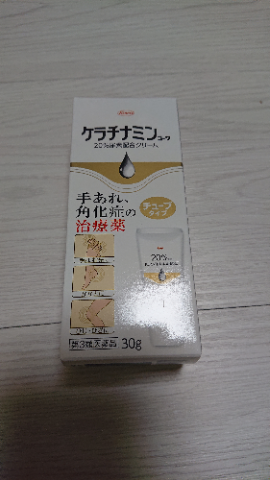 Kowa
ケラチナミンコーワ
20%尿素配合クリーム
手あれ、
角化症の
治療薬
チューブ
タイプ
20%
第3類医薬品
30g